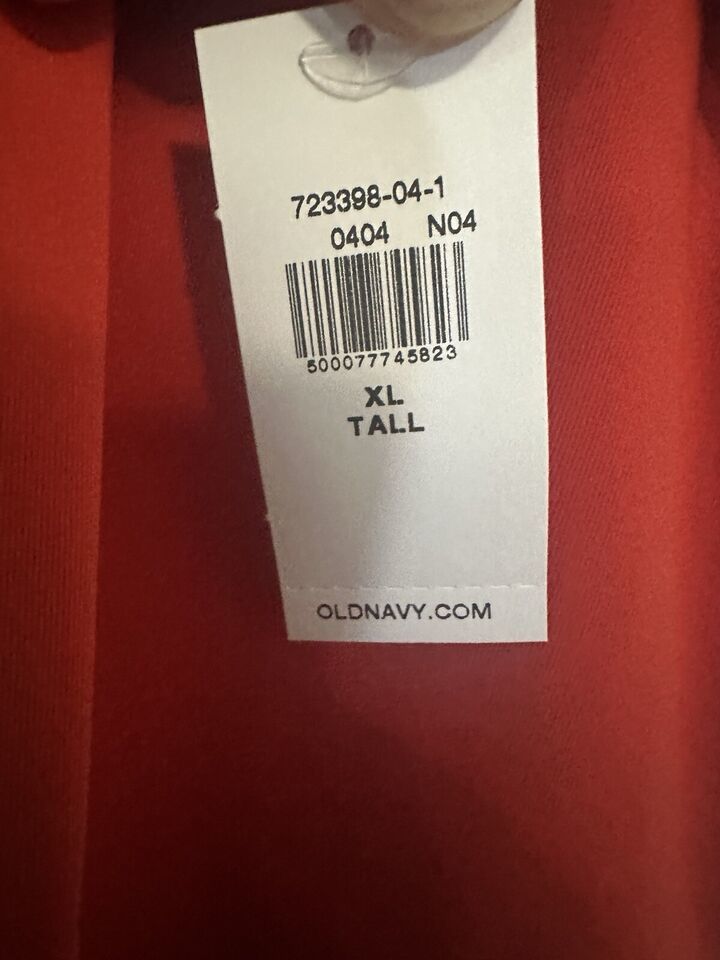 723398-04-1
0404 N04
500077745823
XL
TALL
OLDNAVY.COM